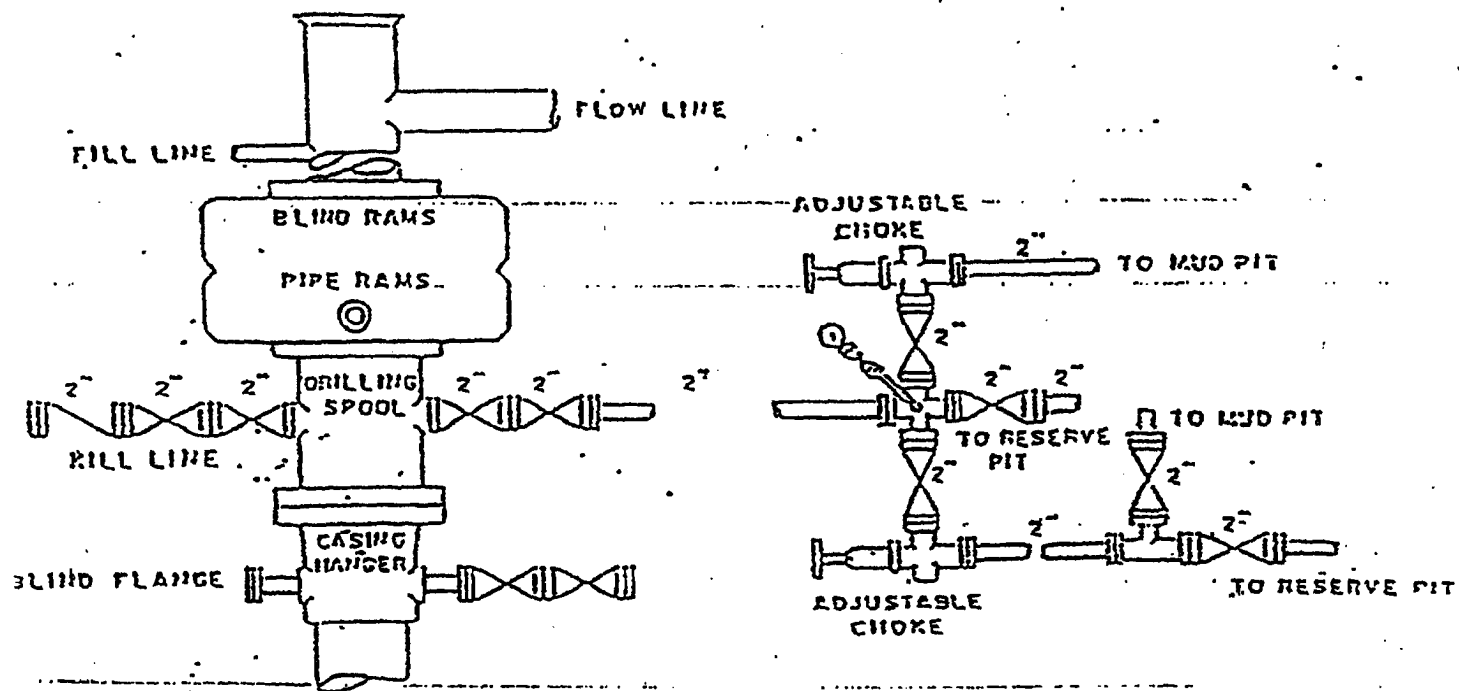 FLOW LINE
FILL LINE
BLIND RAMS
PIPE RAMS
ADJUSTABLE
CHOKE
2"
TO MUD PIT
2"
2" 2" 2"
DRILLING
SPOOL
2" 2"
2"
KILL LINE
2" 2"
TO RESERVE
PIT
TO MUD PIT
2"
2"
CASING
HANGER
BLIND FLANGE
2"
2"
TO RESERVE PIT
ADJUSTABLE
CHOKE